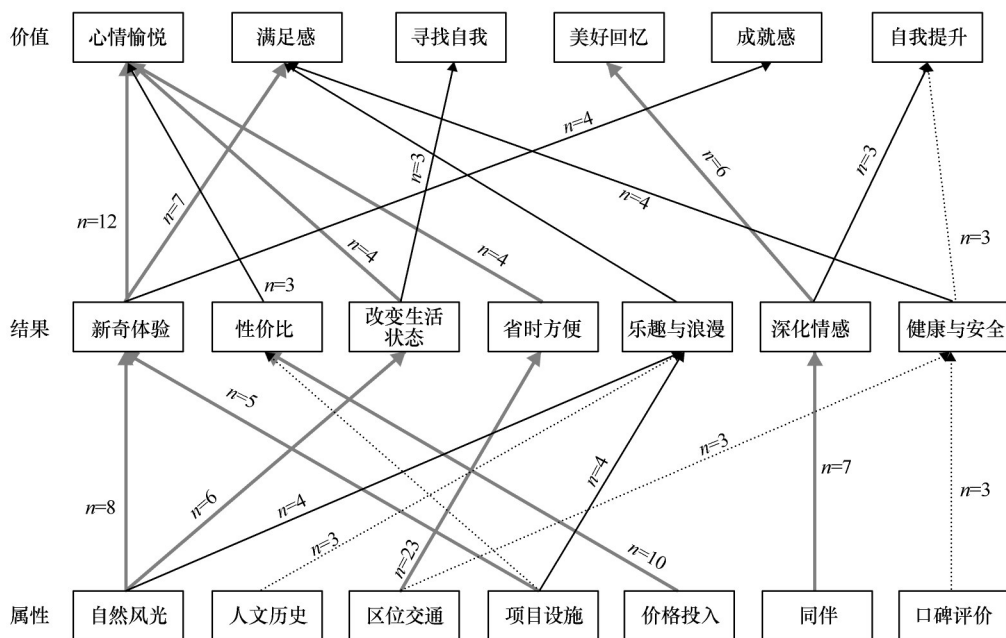 价值
心情愉悦
满足感
寻找自我
美好回忆
成就感
自我提升
n=4
n=3
n=6
n=3
n=7
n=4
n=12
n=4
n=4
n=3
n=3
结果
新奇体验
性价比
改变生活
状态
省时方便
乐趣与浪漫
深化情感
健康与安全
n=5
n=3
n=4
n=7
n=8
n=6
n=4
n=3
n=3
n=23
n=10
属性
自然风光
人文历史
区位交通
项目设施
价格投入
同伴
口碑评价